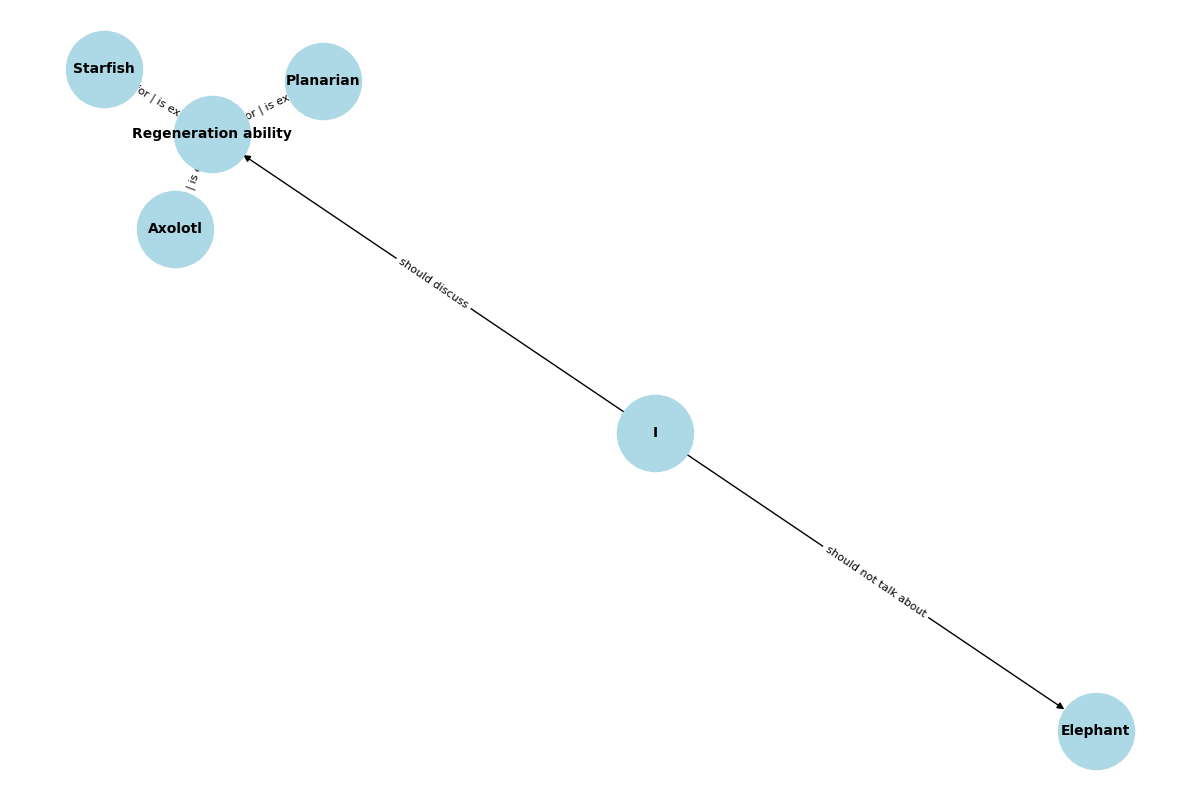 Starfish
Planarian
or | is ex
or | is ex
Regeneration ability
| is
Axolotl
should discuss
I
should not talk about
Elephant